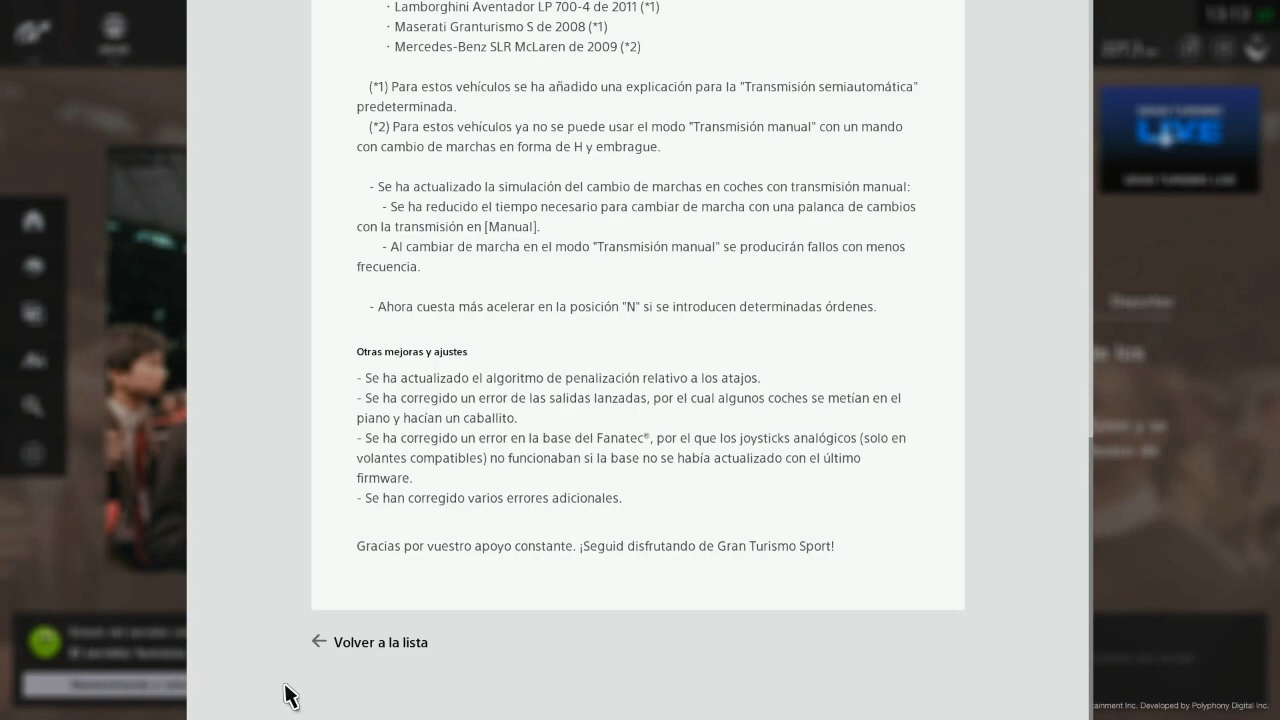 · Lamborghini Aventador LP 700-4 de 2011 (*1)
· Maserati Granturismo S de 2008 (*1)
· Mercedes-Benz SLR McLaren de 2009 (*2)
(*1) Para estos vehículos se ha añadido una explicación para la "Transmisión semiautomática"
predeterminada.
(*2) Para estos vehículos ya no se puede usar el modo "Transmisión manual" con un mando
con cambio de marchas en forma de H y embrague.
- Se ha actualizado la simulación del cambio de marchas en coches con transmisión manual:
- Se ha reducido el tiempo necesario para cambiar de marcha con una palanca de cambios
con la transmisión en [Manual].
- Al cambiar de marcha en el modo "Transmisión manual" se producirán fallos con menos
frecuencia.
- Ahora cuesta más acelerar en la posición "N" si se introducen determinadas órdenes.
Otras mejoras y ajustes
- Se ha actualizado el algoritmo de penalización relativo a los atajos.
- Se ha corregido un error de las salidas lanzadas, por el cual algunos coches se metían en el
piano y hacían un caballito.
- Se ha corregido un error en la base del Fanatec®, por el que los joysticks analógicos (solo en
volantes compatibles) no funcionaban si la base no se había actualizado con el último
firmware.
- Se han corregido varios errores adicionales.
Gracias por vuestro apoyo constante. ¡Seguid disfrutando de Gran Turismo Sport!
← Volver a la lista
LIVE
Deportes
tainment Inc. Developed by Polyphony Digital Inc.